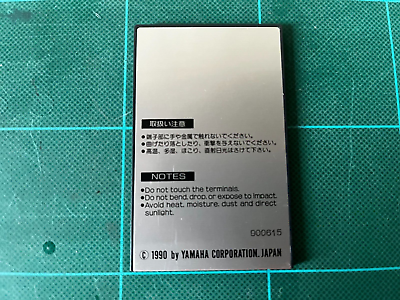 取扱い注意
●端子部に手や金属で触れないでください。
●曲げたり落としたり、衝撃を与えないでください。
●高温、多湿、ほこり、直射日光はさけて下さい。
NOTES
●Do not touch the terminals.
●Do not bend, drop, or expose to impact.
●Avoid heat, moisture, dust and direct
sunlight.
900615
© 1990 by YAMAHA CORPORATION, JAPAN